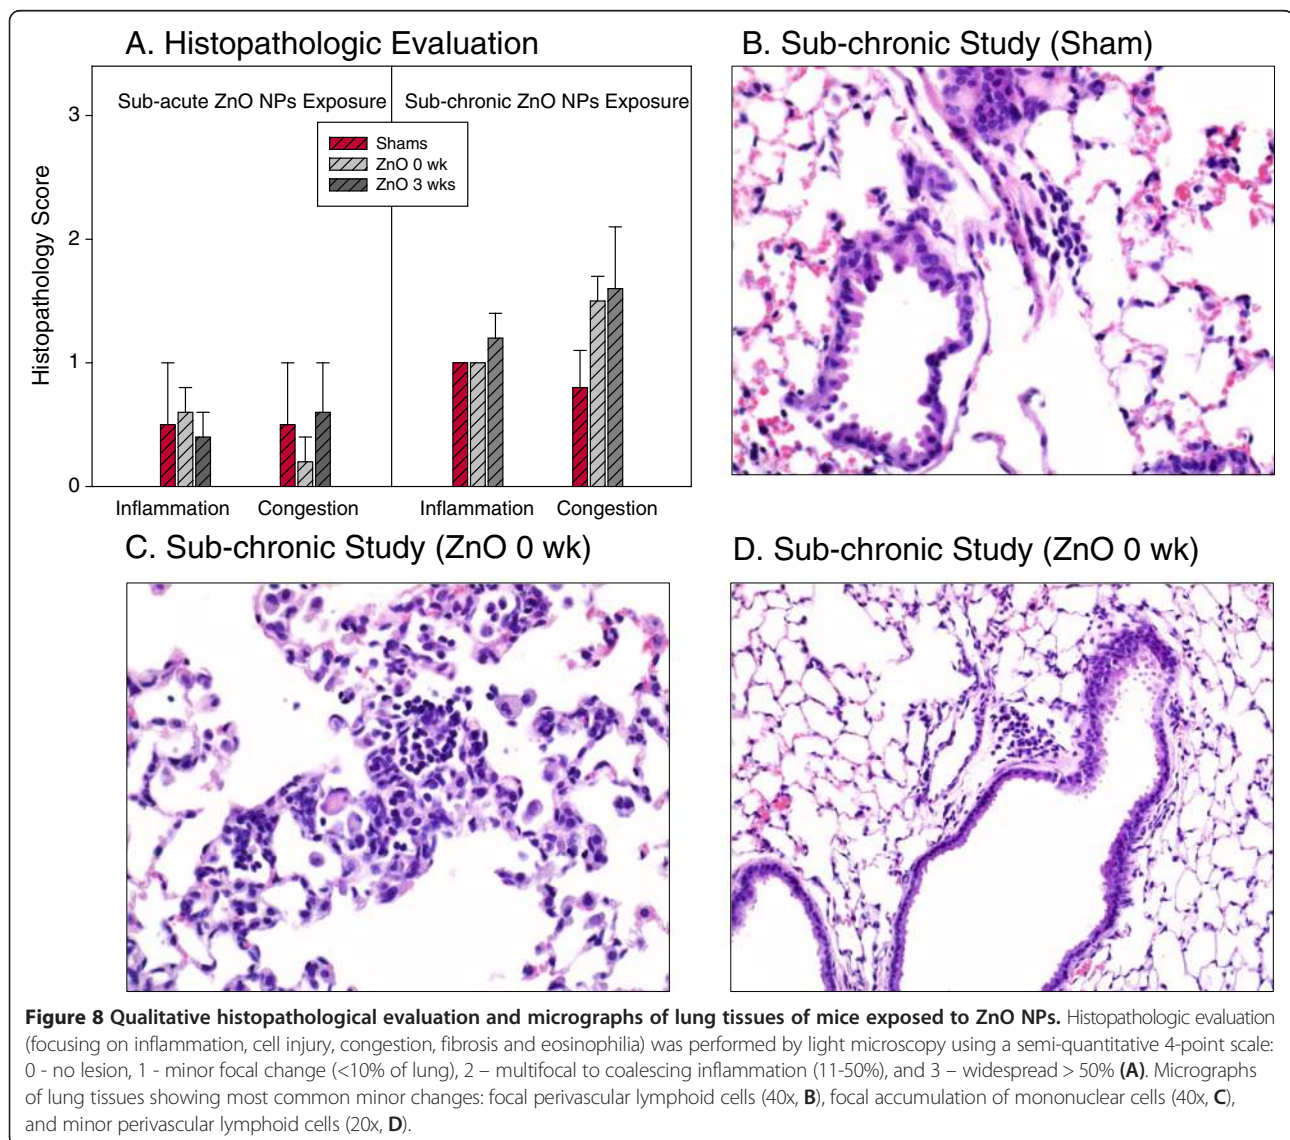 A. Histopathologic Evaluation
Sub-acute ZnO NPs Exposure
Sub-chronic ZnO NPs Exposure
Shams
ZnO 0 wk
ZnO 3 wks
Histopathology Score
3
2
1
0
Inflammation
Congestion
Inflammation
Congestion
B. Sub-chronic Study (Sham)
C. Sub-chronic Study (ZnO 0 wk)
D. Sub-chronic Study (ZnO 0 wk)
Figure 8 Qualitative histopathological evaluation and micrographs of lung tissues of mice exposed to ZnO NPs. Histopathologic evaluation
(focusing on inflammation, cell injury, congestion, fibrosis and eosinophilia) was performed by light microscopy using a semi-quantitative 4-point scale:
0 - no lesion, 1 - minor focal change (<10% of lung), 2 – multifocal to coalescing inflammation (11-50%), and 3 – widespread > 50% (A). Micrographs
of lung tissues showing most common minor changes: focal perivascular lymphoid cells (40x, B), focal accumulation of mononuclear cells (40x, C),
and minor perivascular lymphoid cells (20x, D).